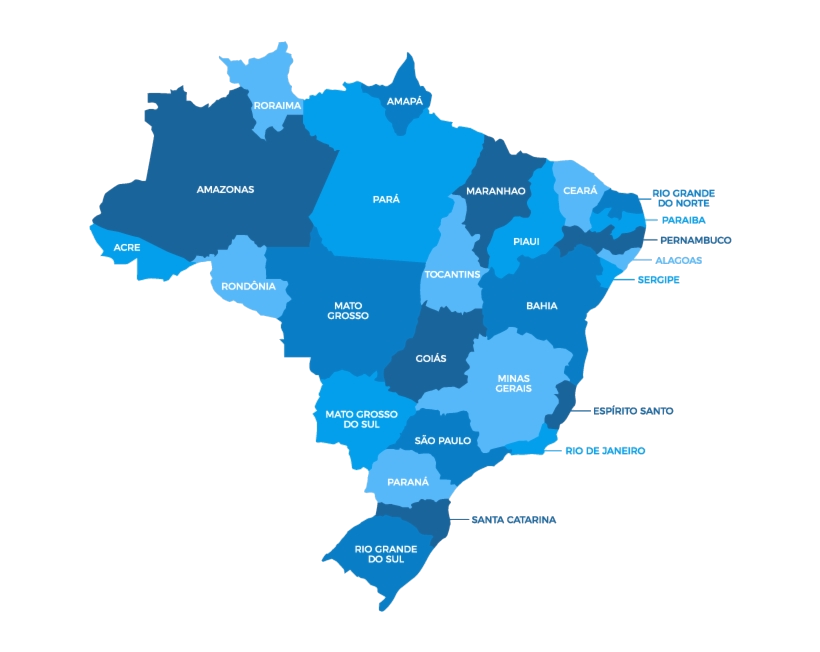 RORAIMA
AMAPÁ
AMAZONAS
PARÁ
MARANHAO
CEARÁ
RIO GRANDE
DO NORTE
PARAIBA
PERNAMBUCO
ALAGOAS
SERGIPE
ACRE
PIAUI
RONDÔNIA
TOCANTINS
MATO
GROSSO
BAHIA
GOIÁS
MINAS
GERAIS
ESPÍRITO SANTO
MATO GROSSO
DO SUL
SÃO PAULO
RIO DE JANEIRO
PARANÁ
SANTA CATARINA
RIO GRANDE
DO SUL